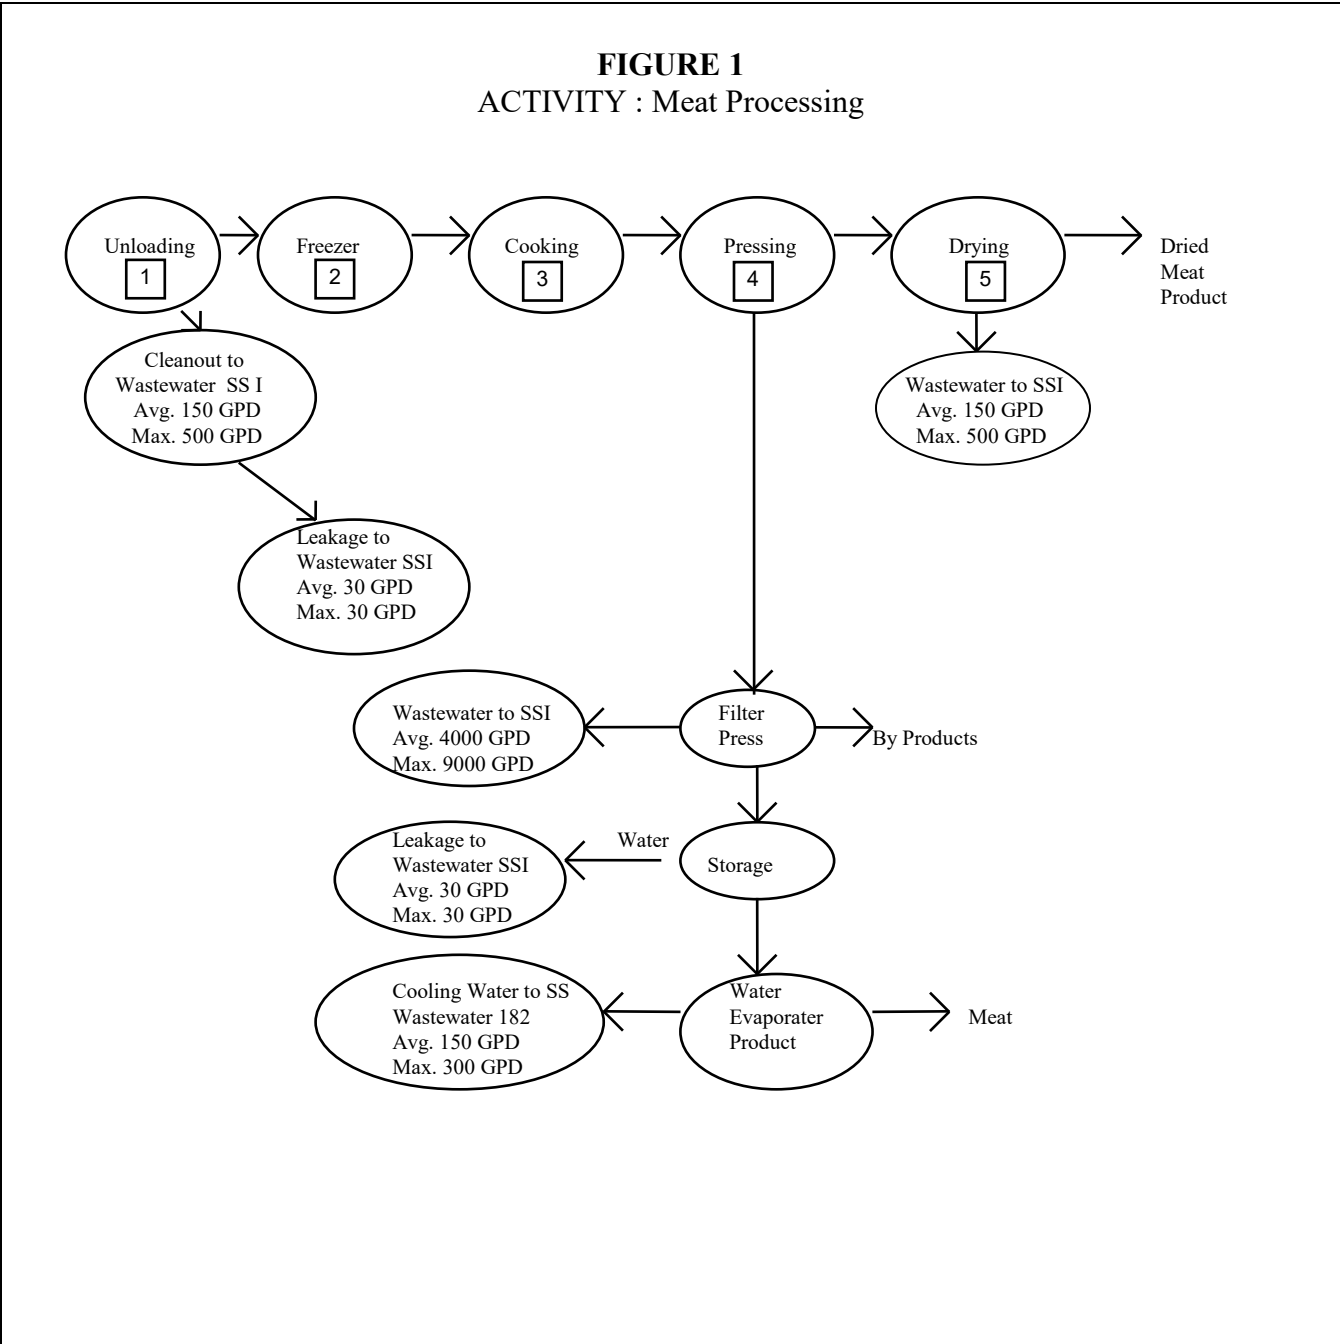 FIGURE 1
ACTIVITY : Meat Processing
Unloading
1
Freezer
2
Cooking
3
Pressing
4
Drying
5
Dried
Meat
Product
Cleanout to
Wastewater SS I
Avg. 150 GPD
Max. 500 GPD
Wastewater to SSI
Avg. 150 GPD
Max. 500 GPD
Leakage to
Wastewater SSI
Avg. 30 GPD
Max. 30 GPD
Wastewater to SSI
Avg. 4000 GPD
Max. 9000 GPD
Filter
Press
By Products
Leakage to
Wastewater SSI
Avg. 30 GPD
Max. 30 GPD
Water
Storage
Cooling Water to SS
Wastewater 182
Avg. 150 GPD
Max. 300 GPD
Water
Evaporater
Product
Meat